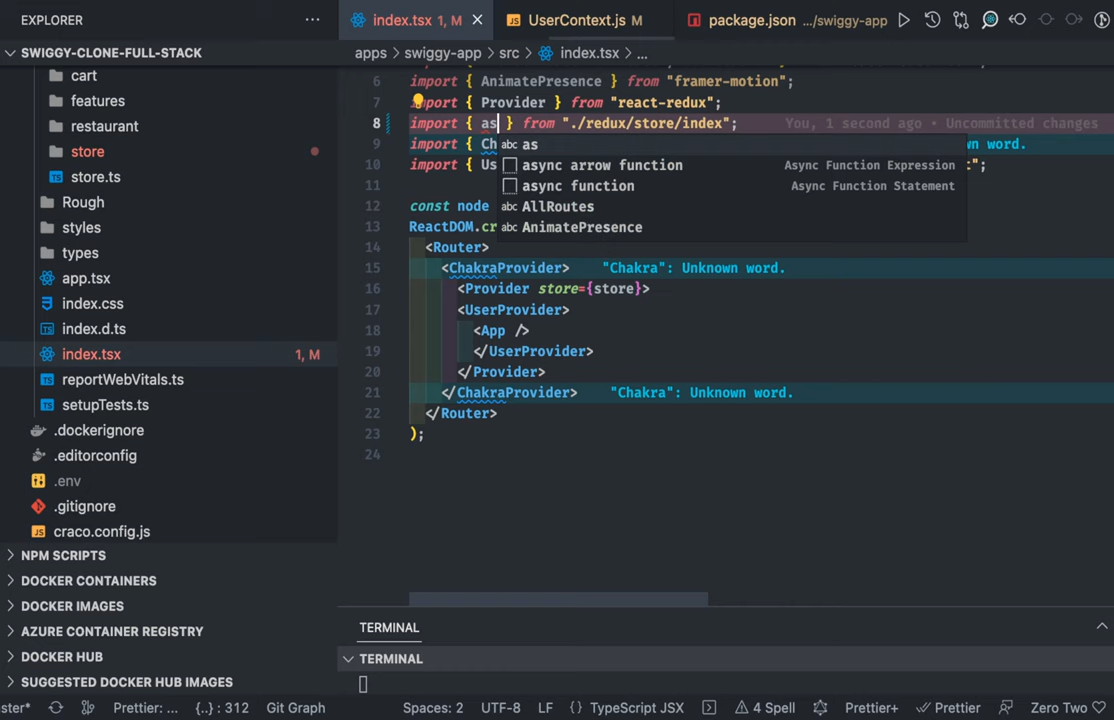 EXPLORER
SWIGGY-CLONE-FULL-STACK
cart
features
restaurant
store
store.ts
Rough
styles
types
app.tsx
index.css
index.d.ts
index.tsx 1, M
reportWebVitals.ts
setupTests.ts
.dockerignore
.editorconfig
.env
.gitignore
craco.config.js
NPM SCRIPTS
DOCKER CONTAINERS
DOCKER IMAGES
AZURE CONTAINER REGISTRY
DOCKER HUB
SUGGESTED DOCKER HUB IMAGES
index.tsx 1, M UserContext.js M package.json .../swiggy-app
apps > swiggy-app > src > index.tsx > ...
6 import { AnimatePresence } from "framer-motion";
7 import { Provider } from "react-redux";
8 import { as } from "./redux/store/index"; You, 1 second ago • Uncommitted changes
9 import { Ch wn word.
10 import { Us t";
abc as
async arrow function Async Function Expression
async function Async Function Statement
abc AllRoutes
abc AnimatePresence
11
12 const node
13 ReactDOM.cr
14 <Router>
15 <ChakraProvider> "Chakra": Unknown word.
16 <Provider store={store}>
17 <UserProvider>
18 <App />
19 </UserProvider>
20 </Provider>
21 </ChakraProvider> "Chakra": Unknown word.
22 </Router>
23 );
24
TERMINAL
TERMINAL
ster* Prettier: ... {..} : 312 Git Graph Spaces: 2 UTF-8 LF {} TypeScript JSX 4 Spell Prettier+ Prettier Zero Two